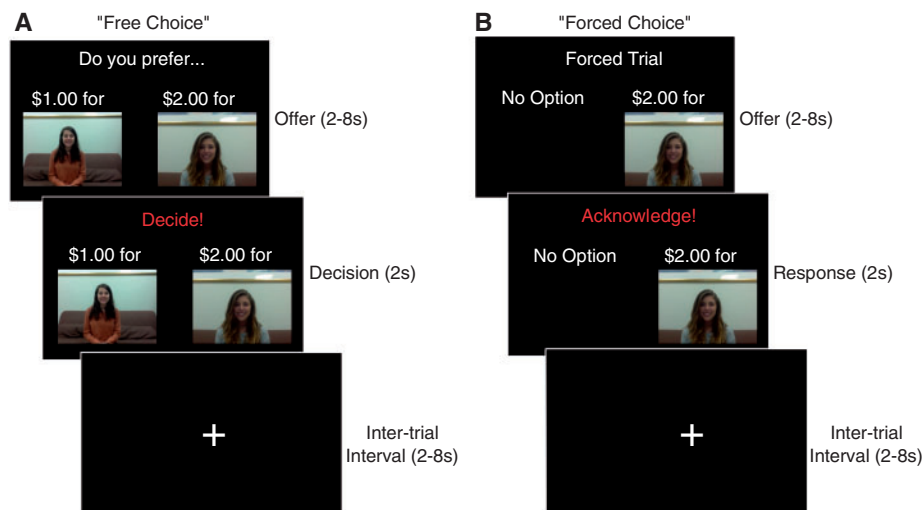 A
"Free Choice"
Do you prefer...
$1.00 for
$2.00 for
Offer (2-8s)
Decide!
$1.00 for
$2.00 for
Decision (2s)
+
Inter-trial
Interval (2-8s)
B
"Forced Choice"
Forced Trial
No Option
$2.00 for
Offer (2-8s)
Acknowledge!
No Option
$2.00 for
Response (2s)
+
Inter-trial
Interval (2-8s)